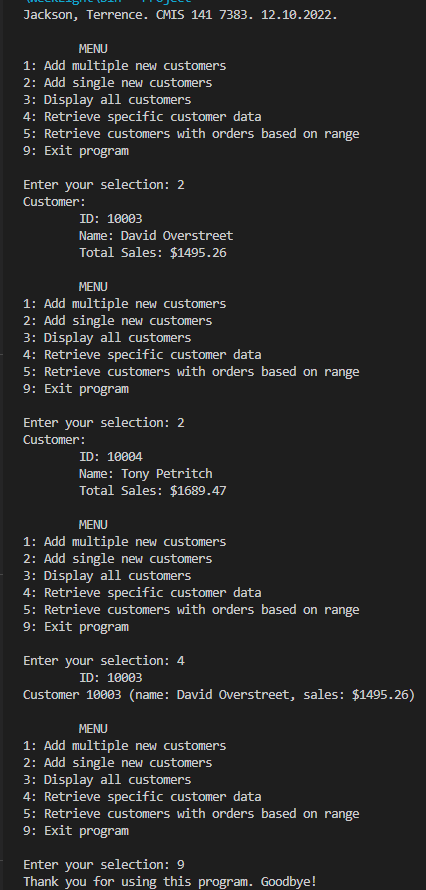 Jackson, Terrence. CMIS 141 7383. 12.10.2022.
MENU
1: Add multiple new customers
2: Add single new customers
3: Display all customers
4: Retrieve specific customer data
5: Retrieve customers with orders based on range
9: Exit program
Enter your selection: 2
Customer:
ID: 10003
Name: David Overstreet
Total Sales: $1495.26
MENU
1: Add multiple new customers
2: Add single new customers
3: Display all customers
4: Retrieve specific customer data
5: Retrieve customers with orders based on range
9: Exit program
Enter your selection: 2
Customer:
ID: 10004
Name: Tony Petritch
Total Sales: $1689.47
MENU
1: Add multiple new customers
2: Add single new customers
3: Display all customers
4: Retrieve specific customer data
5: Retrieve customers with orders based on range
9: Exit program
Enter your selection: 4
ID: 10003
Customer 10003 (name: David Overstreet, sales: $1495.26)
MENU
1: Add multiple new customers
2: Add single new customers
3: Display all customers
4: Retrieve specific customer data
5: Retrieve customers with orders based on range
9: Exit program
Enter your selection: 9
Thank you for using this program. Goodbye!